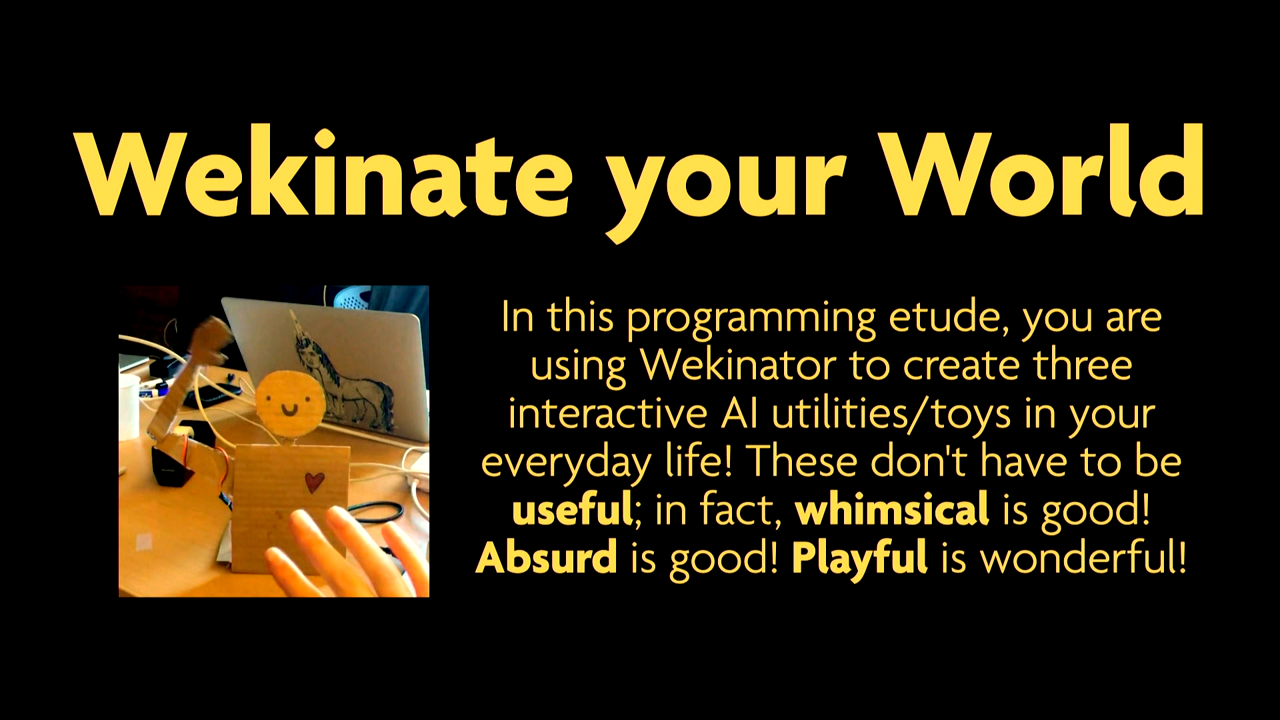 Wekinate your World
In this programming etude, you are
using Wekinator to create three
interactive AI utilities/toys in your
everyday life! These don't have to be
useful; in fact, whimsical is good!
Absurd is good! Playful is wonderful!